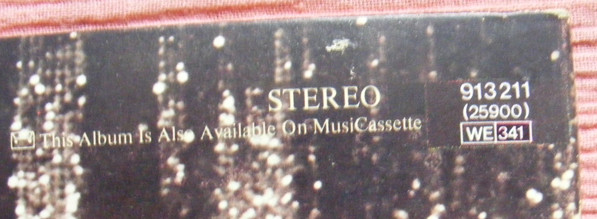 STEREO
This Album Is Also Available On MusiCassette
913 211
(25900)
WE 341